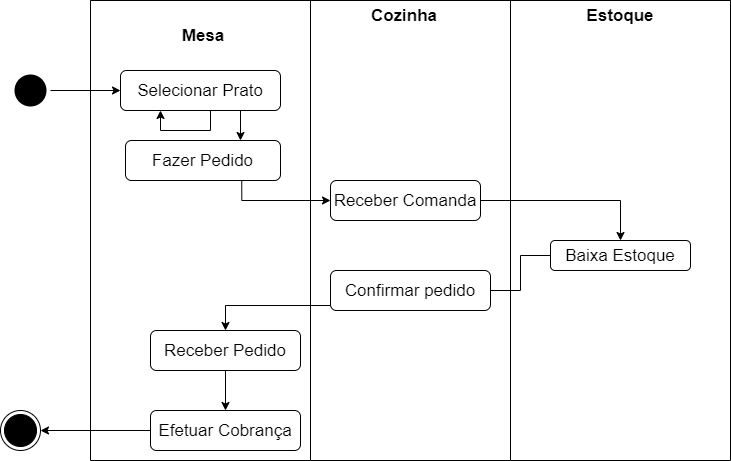 Mesa
Cozinha
Estoque
Selecionar Prato
Fazer Pedido
Receber Comanda
Baixa Estoque
Confirmar pedido
Receber Pedido
Efetuar Cobrança